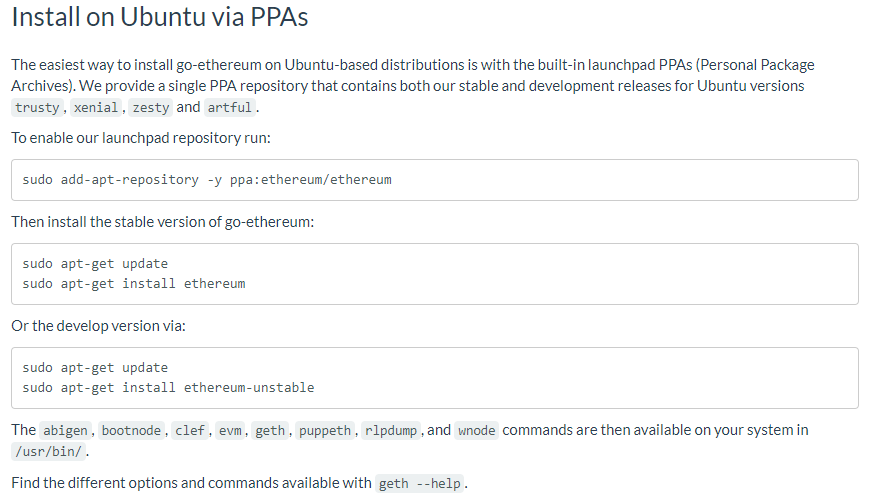 Install on Ubuntu via PPAs
The easiest way to install go-ethereum on Ubuntu-based distributions is with the built-in launchpad PPAs (Personal Package
Archives). We provide a single PPA repository that contains both our stable and development releases for Ubuntu versions
trusty, xenial, zesty and artful.
To enable our launchpad repository run:
sudo add-apt-repository -y ppa:ethereum/ethereum
Then install the stable version of go-ethereum:
sudo apt-get update
sudo apt-get install ethereum
Or the develop version via:
sudo apt-get update
sudo apt-get install ethereum-unstable
The abigen, bootnode, clef, evm, geth, puppeth, rlpdump, and wnode commands are then available on your system in
/usr/bin/.
Find the different options and commands available with geth --help.